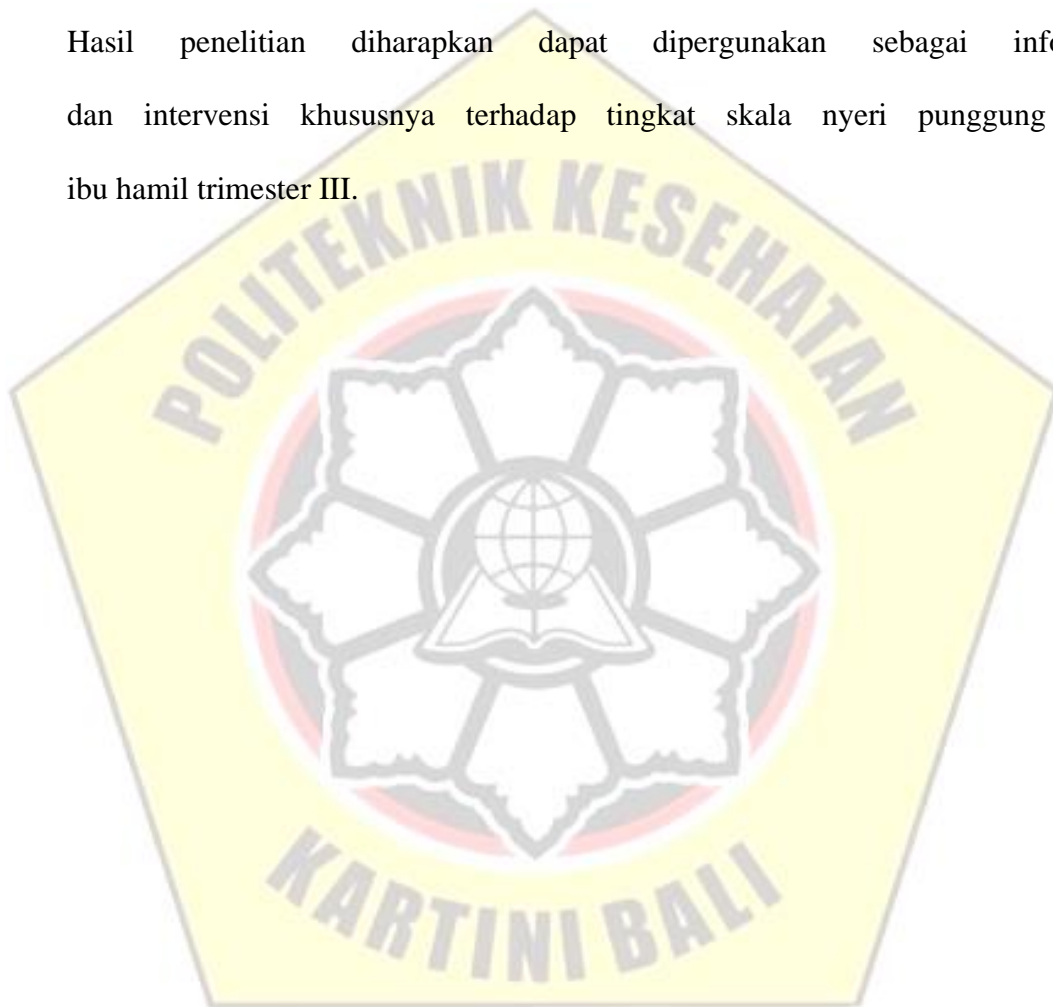 Hasil penelitian diharapkan dapat dipergunakan sebagai
dan intervensi khususnya terhadap tingkat skala nyeri punggung
ibu hamil trimester III.
POLITEKNIK KESEHATAN
KARTINI BALI